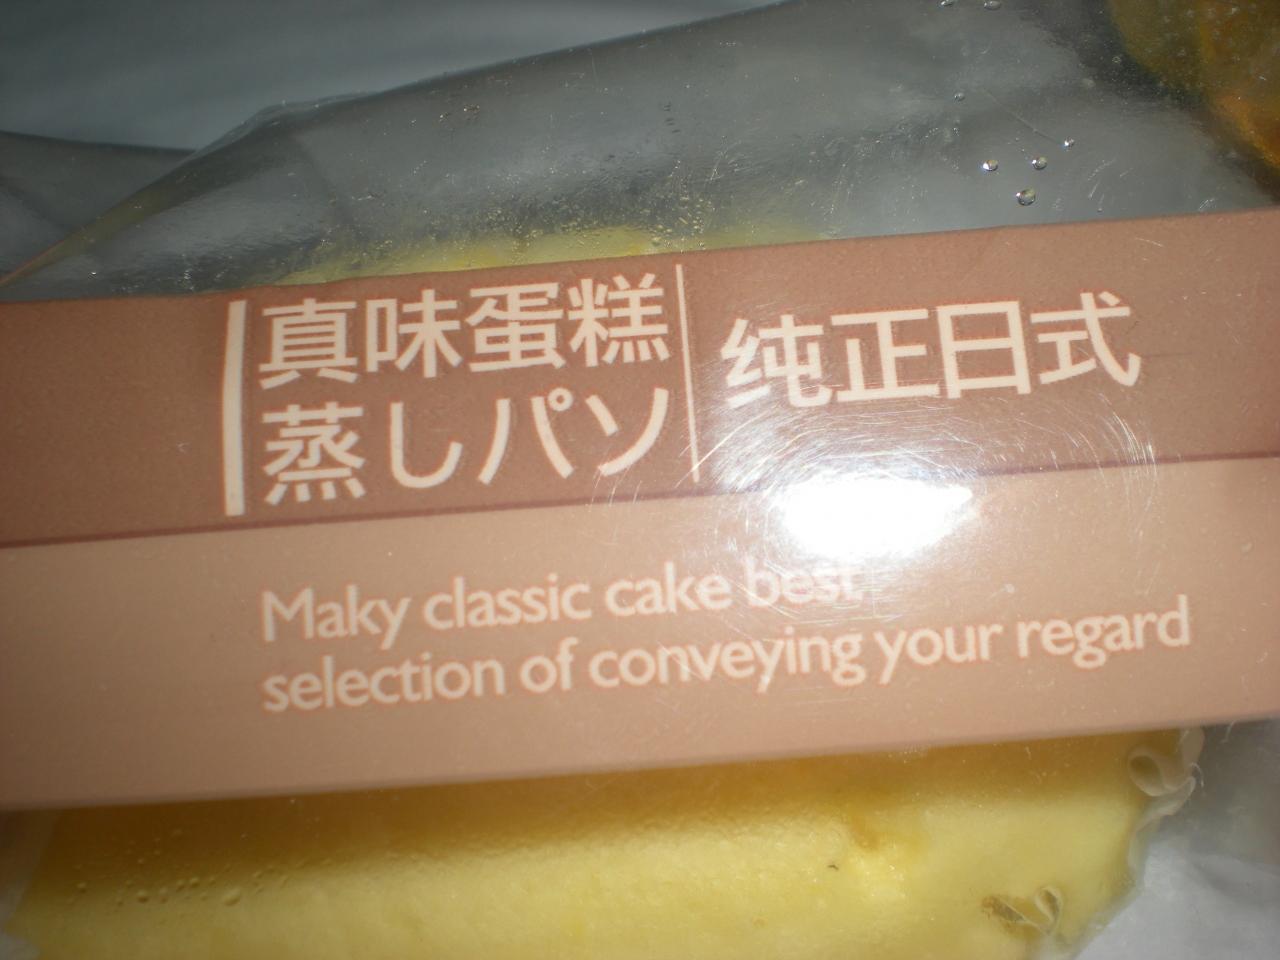 真味蛋糕
蒸しパソ
纯正日式
Maky classic cake best
selection of conveying your regard